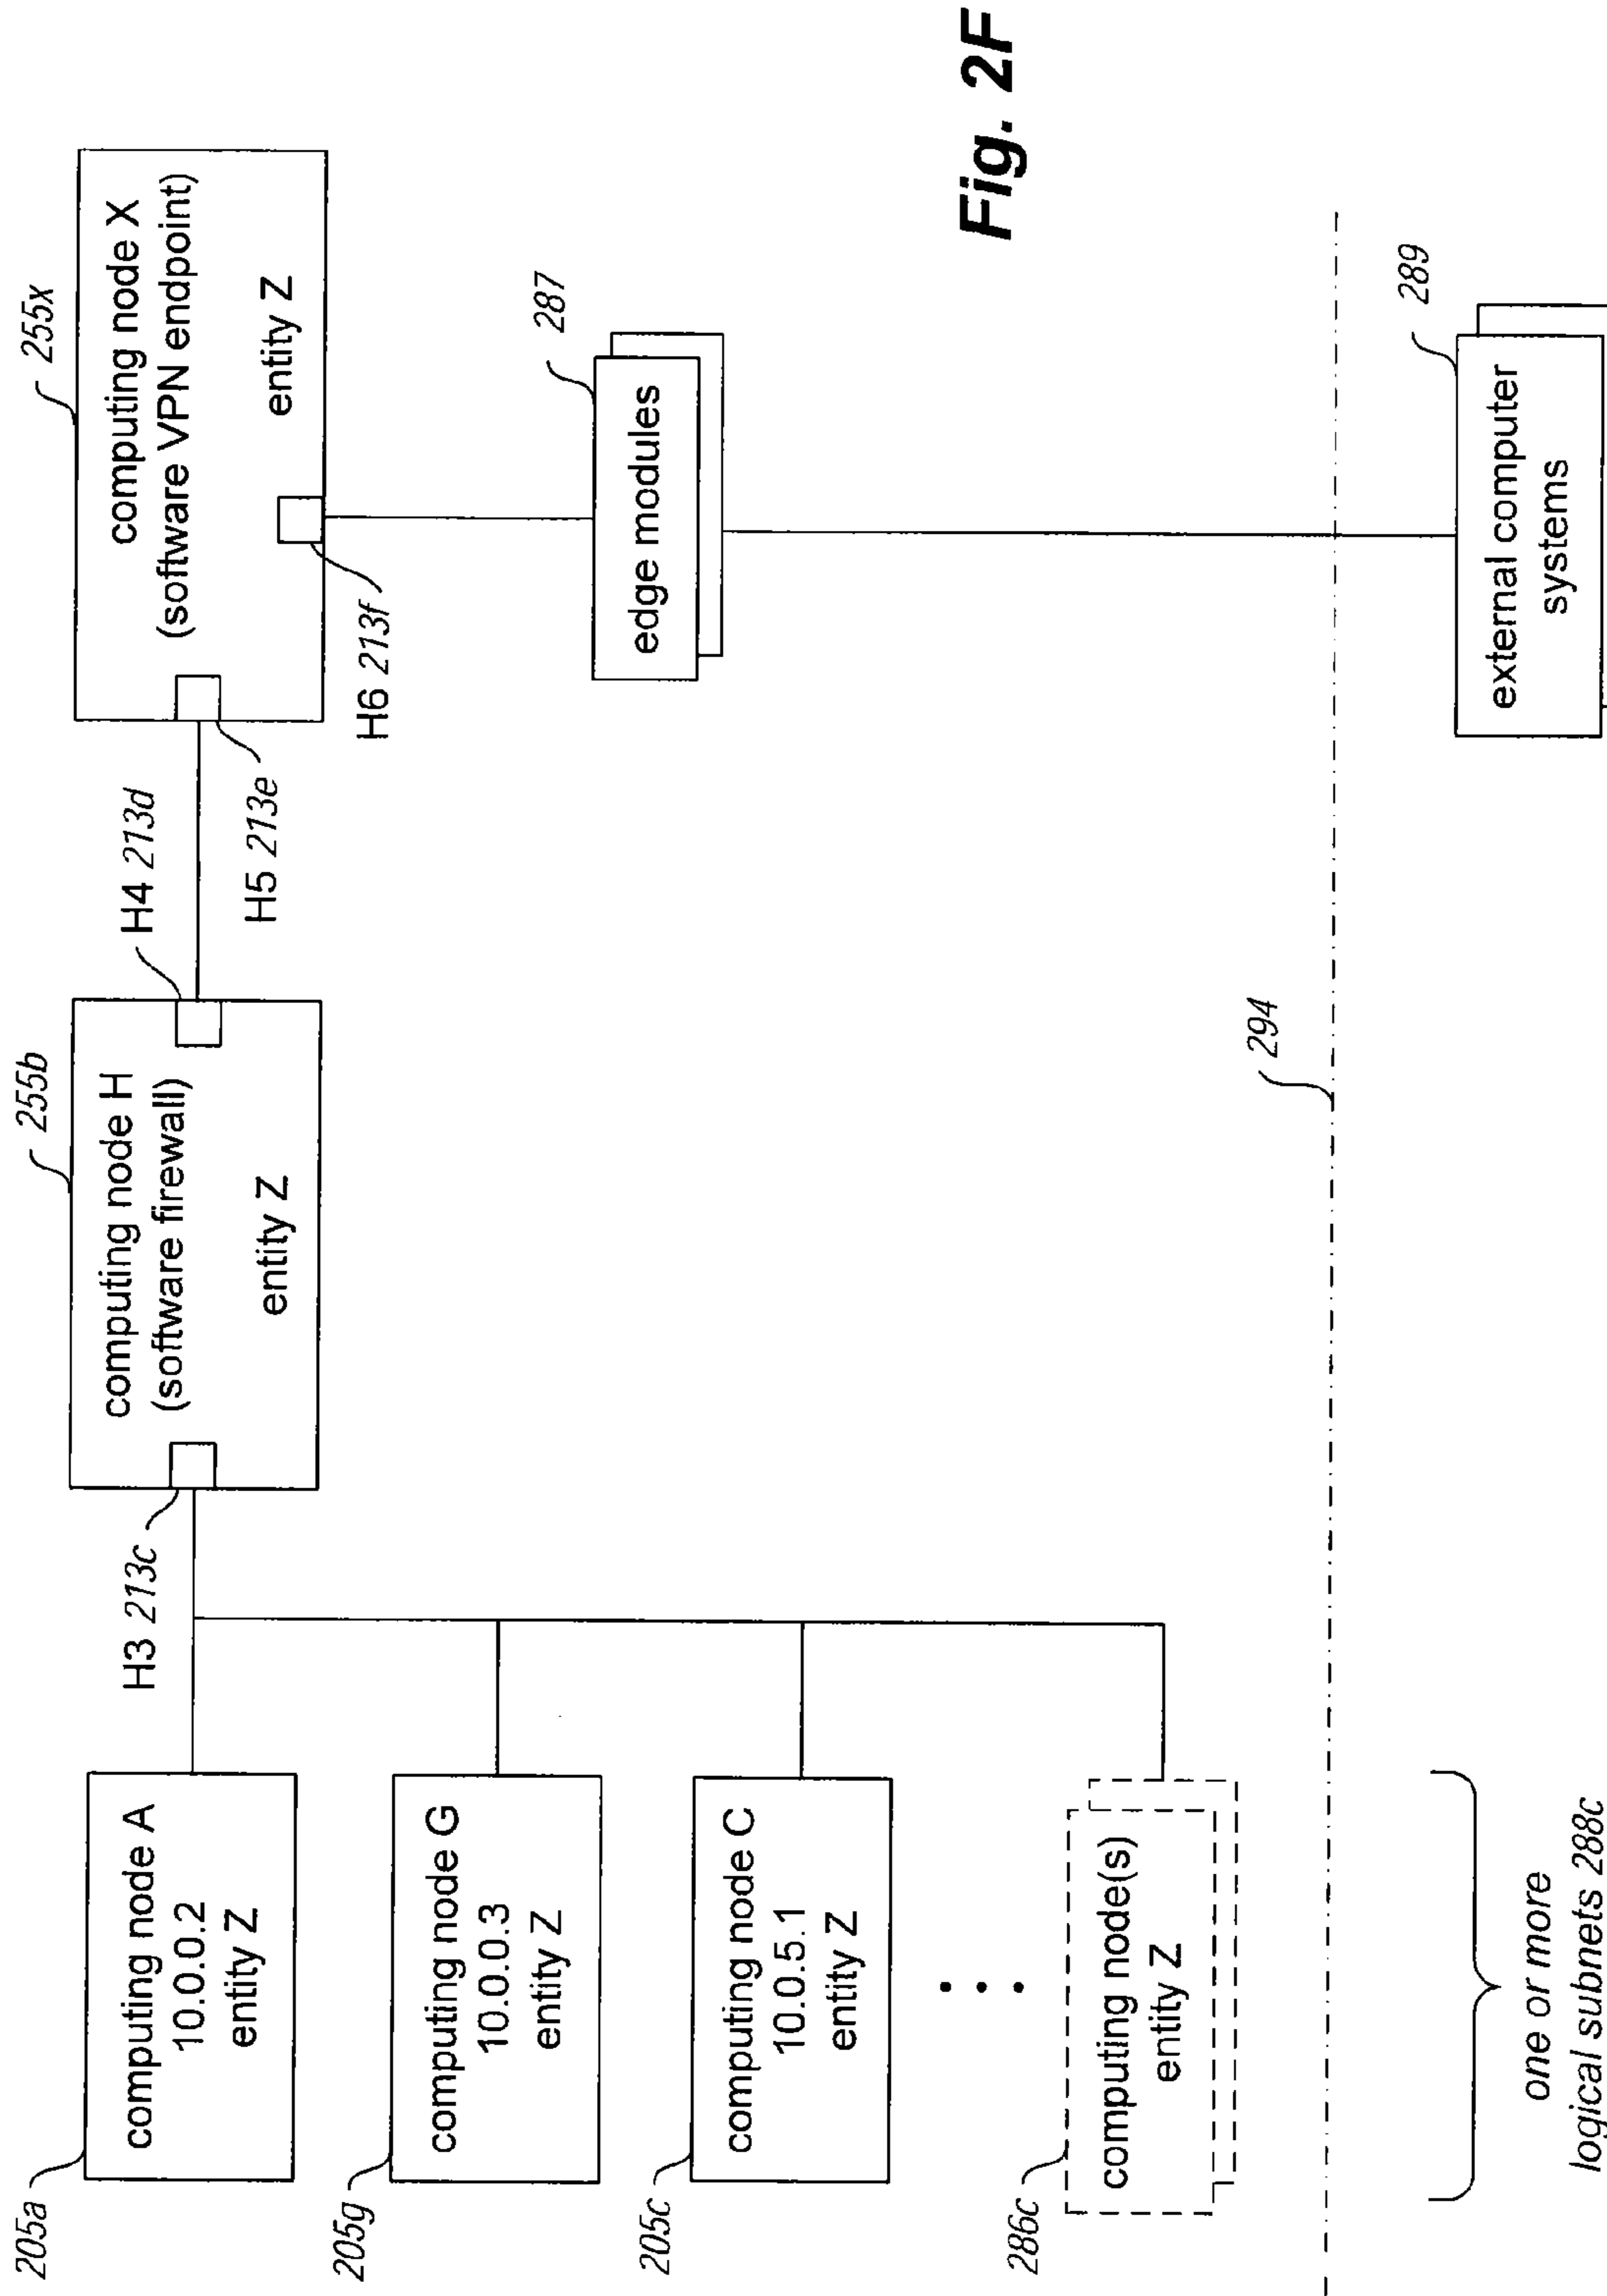 205a
computing node A
10.0.0.2
entity Z
205g
computing node G
10.0.0.3
entity Z
205c
computing node C
10.0.5.1
entity Z
286c
computing node(s)
entity Z
one or more
logical subnets 288c
H3 213c
255b
computing node H
(software firewall)
entity Z
H4 213d
H5 213e
255x
computing node X
(software VPN endpoint)
entity Z
H6 213f
287
edge modules
294
289
external computer
systems
Fig. 2F